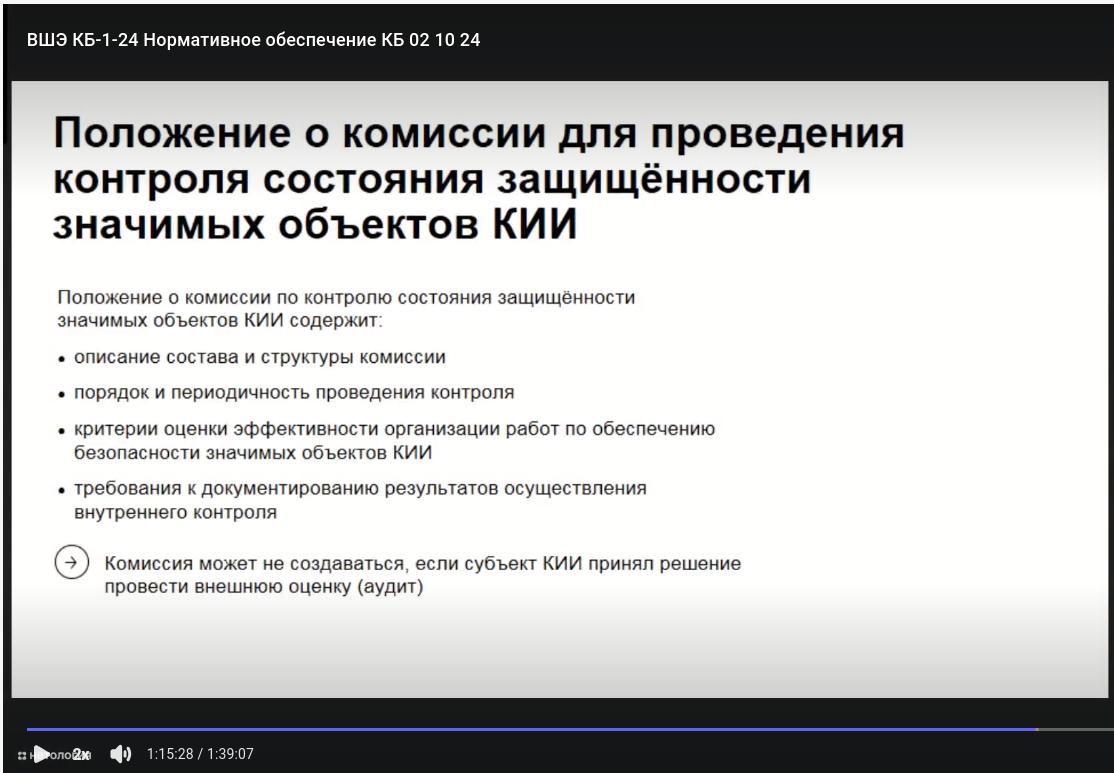 ВШЭ КБ-1-24 Нормативное обеспечение КБ 02 10 24
Положение о комиссии для проведения
контроля состояния защищённости
значимых объектов КИИ
Положение о комиссии по контролю состояния защищённости
значимых объектов КИИ содержит:
• описание состава и структуры комиссии
• порядок и периодичность проведения контроля
• критерии оценки эффективности организации работ по обеспечению
безопасности значимых объектов КИИ
• требования к документированию результатов осуществления
внутреннего контроля
Комиссия может не создаваться, если субъект КИИ принял решение
провести внешнюю оценку (аудит)
2x 1:15:28 / 1:39:07